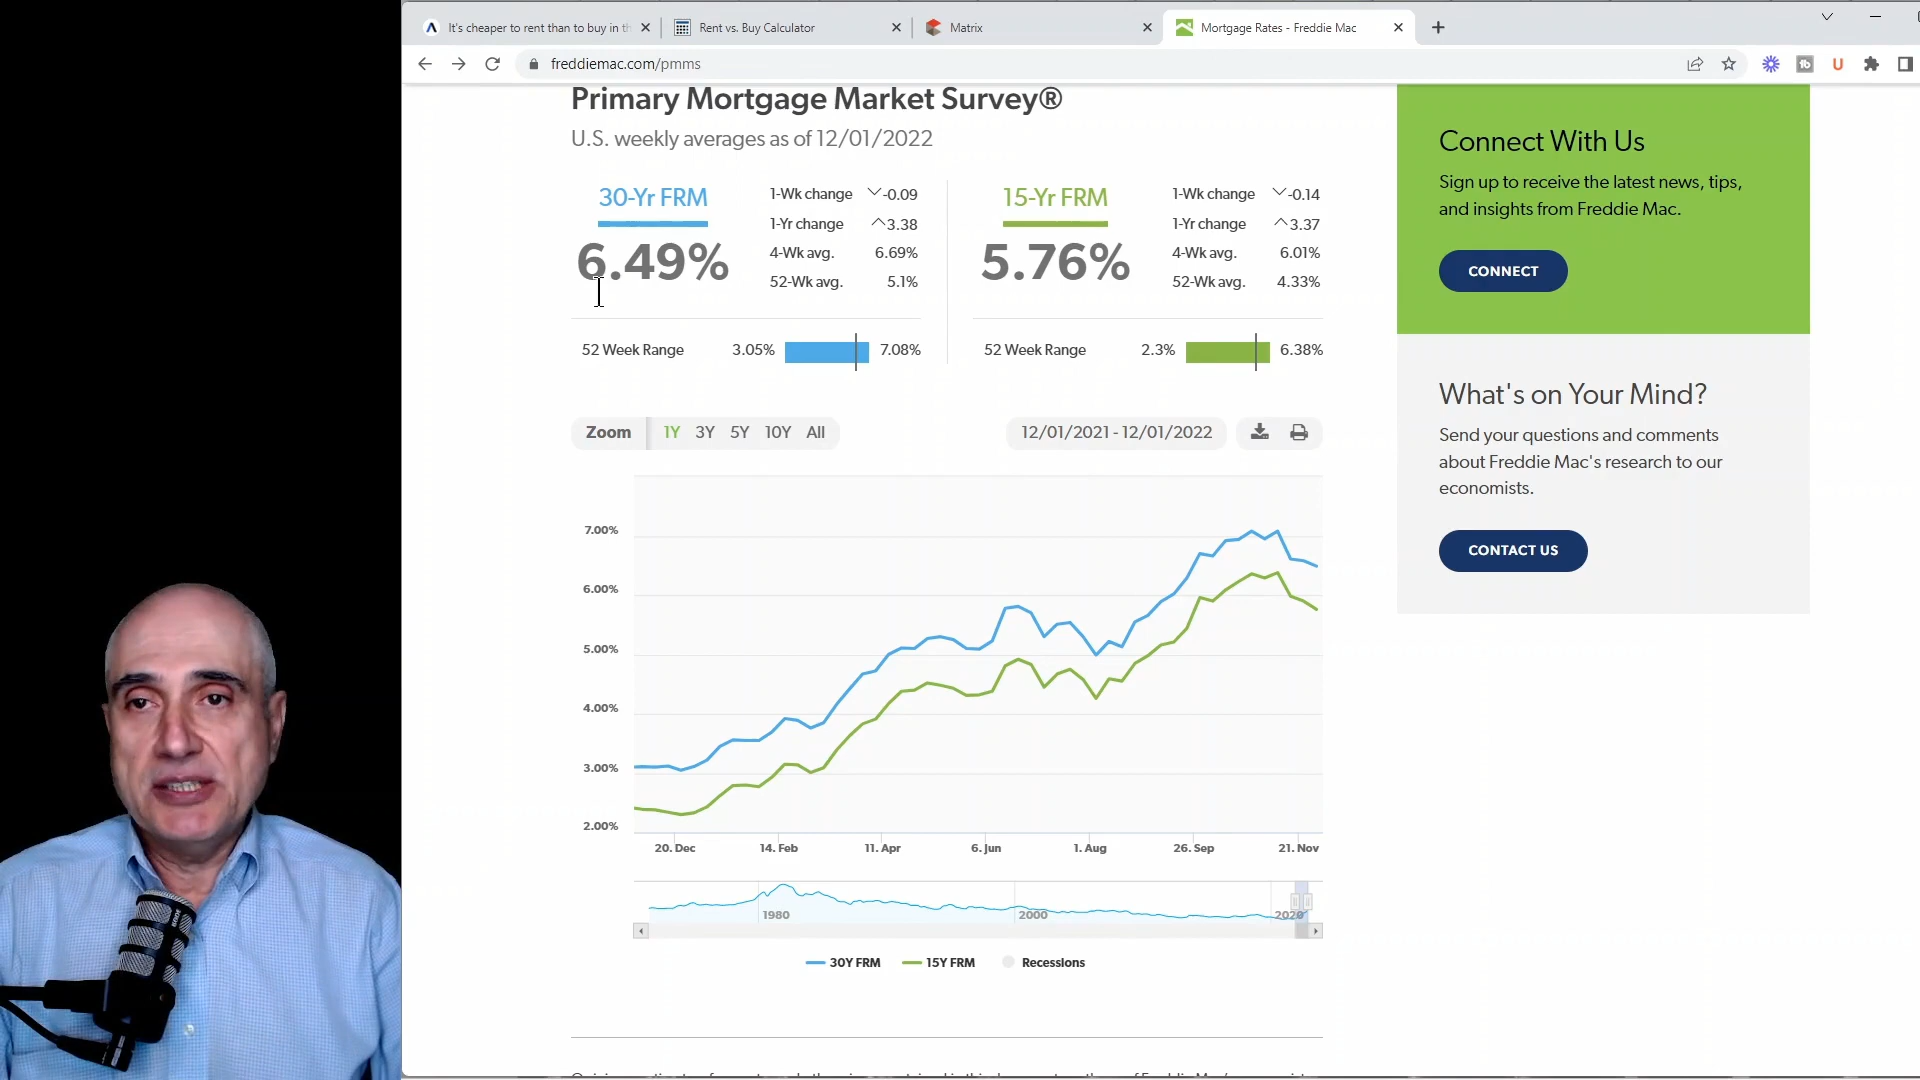 It's cheaper to rent than to buy in th
Rent vs. Buy Calculator
Matrix
Mortgage Rates - Freddie Mac
freddiemac.com/pmms
Primary Mortgage Market Survey®
U.S. weekly averages as of 12/01/2022
30-Yr FRM
6.49%
1-Wk change -0.09
1-Yr change 3.38
4-Wk avg. 6.69%
52-Wk avg. 5.1%
52 Week Range 3.05% 7.08%
15-Yr FRM
5.76%
1-Wk change -0.14
1-Yr change 3.37
4-Wk avg. 6.01%
52-Wk avg. 4.33%
52 Week Range 2.3% 6.38%
Zoom 1Y 3Y 5Y 10Y All
12/01/2021 - 12/01/2022
7.00%
6.00%
5.00%
4.00%
3.00%
2.00%
20. Dec 14. Feb 11. Apr 6. Jun 1. Aug 26. Sep 21. Nov
1980 2000 2020
30Y FRM 15Y FRM Recessions
Connect With Us
Sign up to receive the latest news, tips,
and insights from Freddie Mac.
CONNECT
What's on Your Mind?
Send your questions and comments
about Freddie Mac's research to our
economists.
CONTACT US